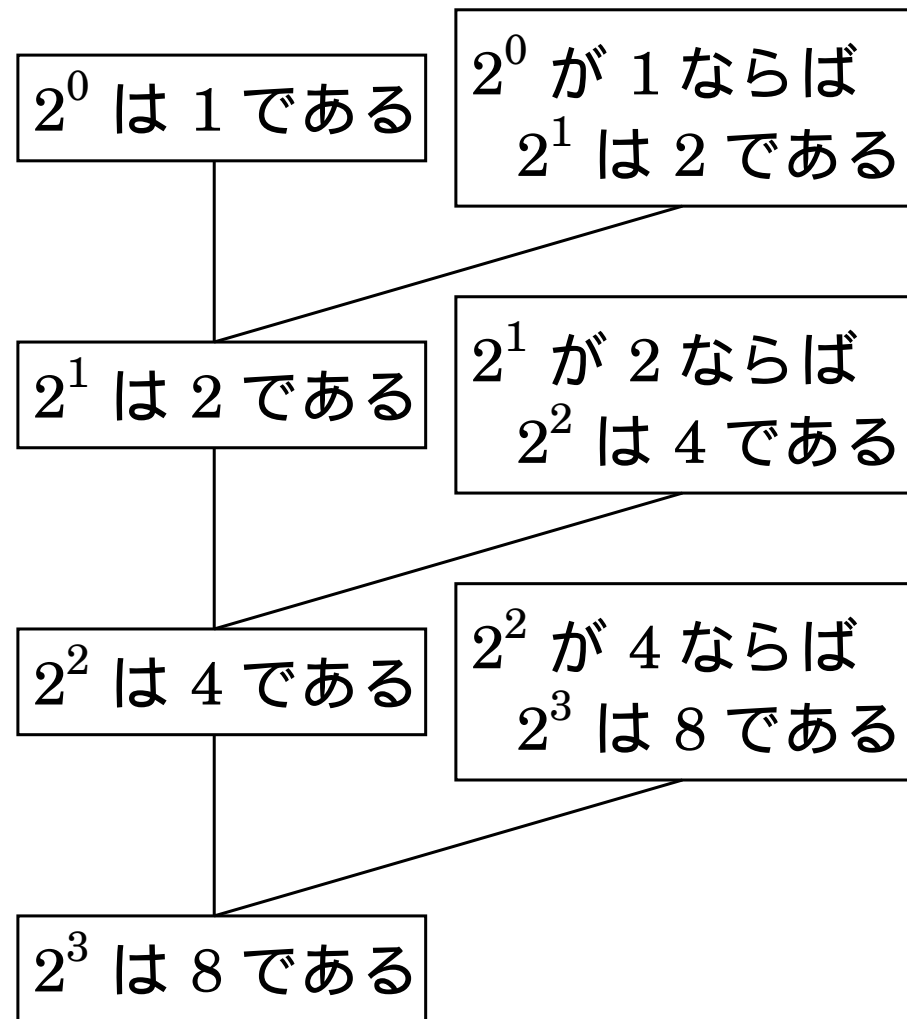 2⁰ は 1 である
2⁰ が 1 ならば
2¹ は 2 である
2¹ は 2 である
2¹ が 2 ならば
2² は 4 である
2² は 4 である
2² が 4 ならば
2³ は 8 である
2³ は 8 である